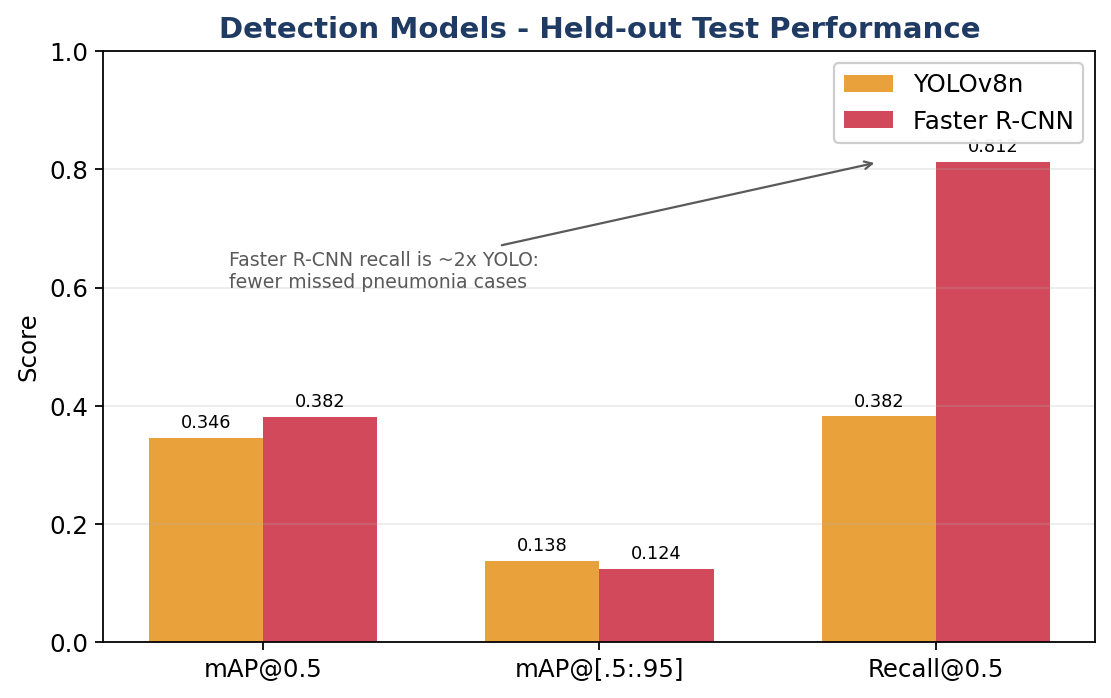 Detection Models - Held-out Test Performance
1.0
0.8
0.6
0.4
0.2
0.0
Score
YOLOv8n
Faster R-CNN
Faster R-CNN recall is ~2x YOLO:
fewer missed pneumonia cases
0.346
0.382
0.138
0.124
0.382
0.812
mAP@0.5
mAP@[.5:.95]
Recall@0.5